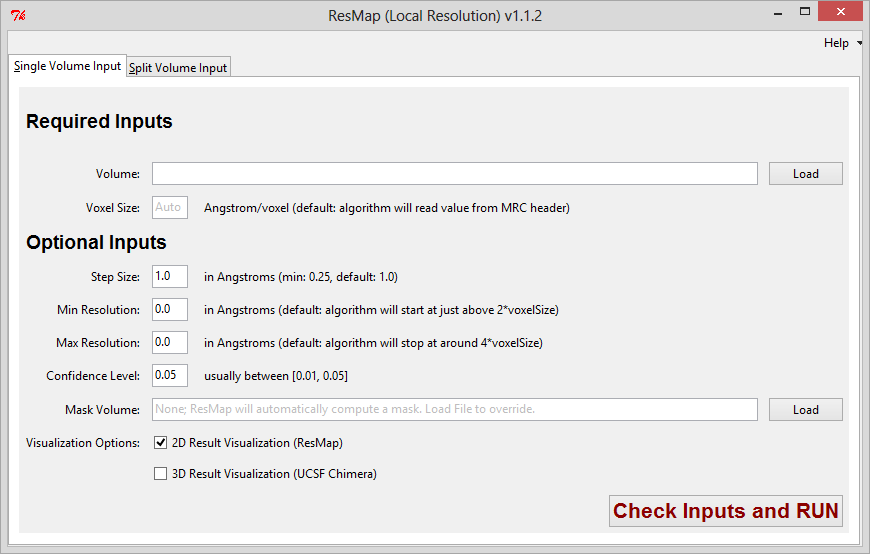 ResMap (Local Resolution) v1.1.2
Help
Single Volume Input Split Volume Input
Required Inputs
Volume: Load
Voxel Size: Auto Angstrom/voxel (default: algorithm will read value from MRC header)
Optional Inputs
Step Size: 1.0 in Angstroms (min: 0.25, default: 1.0)
Min Resolution: 0.0 in Angstroms (default: algorithm will start at just above 2*voxelSize)
Max Resolution: 0.0 in Angstroms (default: algorithm will stop at around 4*voxelSize)
Confidence Level: 0.05 usually between [0.01, 0.05]
Mask Volume: None; ResMap will automatically compute a mask. Load File to override. Load
Visualization Options: 2D Result Visualization (ResMap)
3D Result Visualization (UCSF Chimera)
Check Inputs and RUN